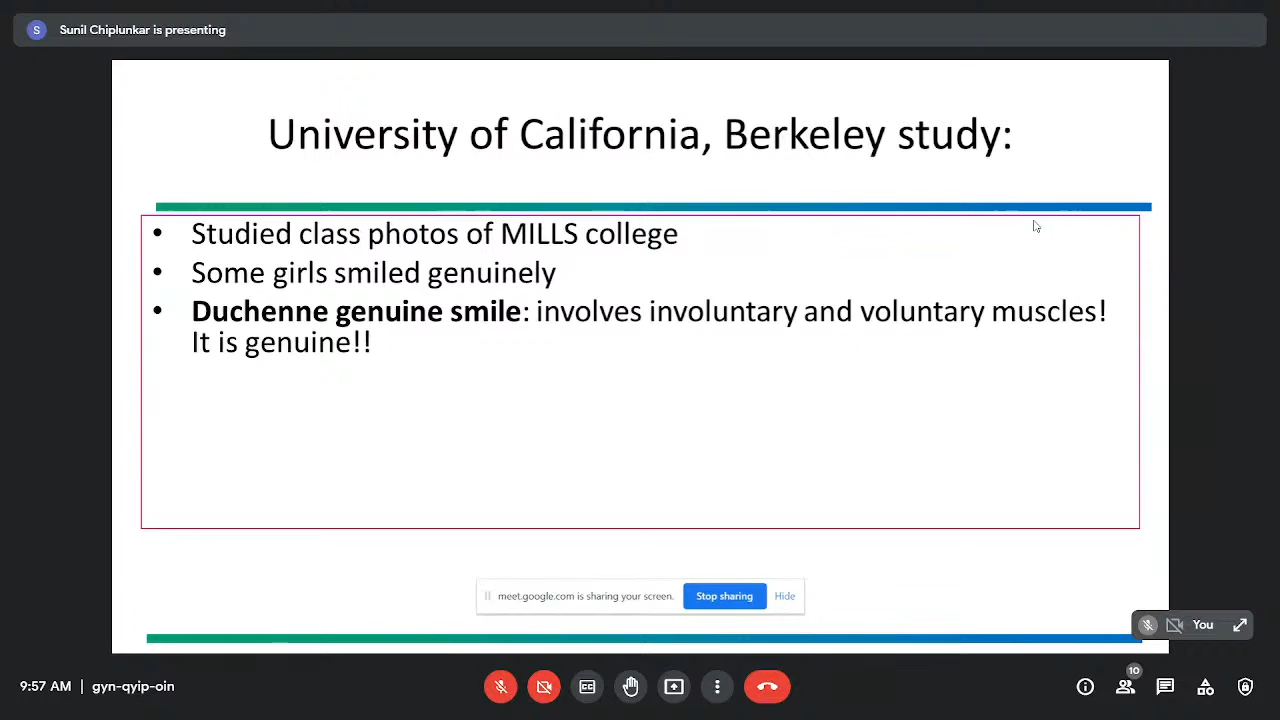 S Sunil Chiplunkar is presenting
University of California, Berkeley study:
• Studied class photos of MILLS college
• Some girls smiled genuinely
• Duchenne genuine smile: involves involuntary and voluntary muscles!
It is genuine!!
meet.google.com is sharing your screen. Stop sharing Hide
You
9:57 AM | gyn-qyip-oin
CC
10